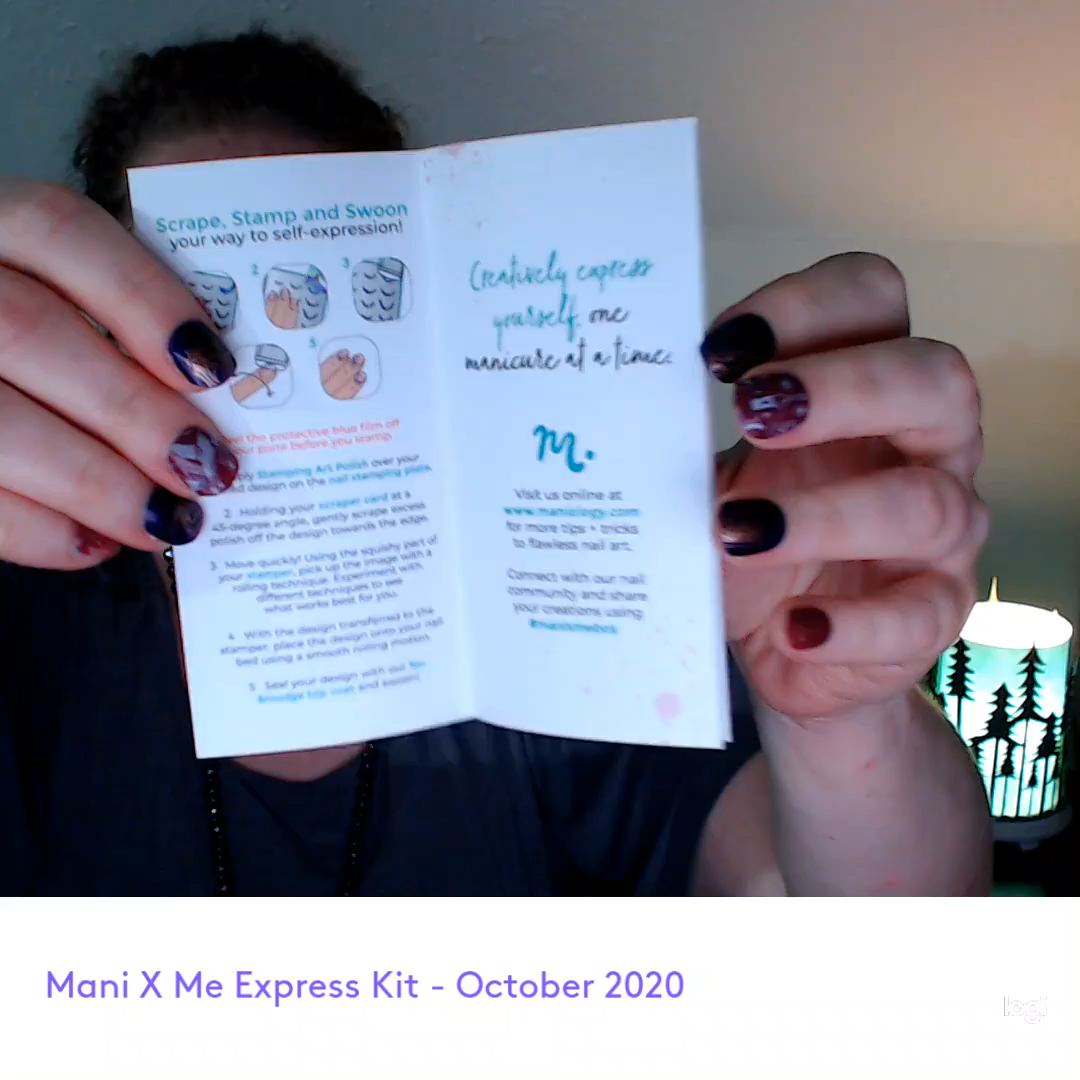 Scrape, Stamp and Swoon
your way to self-expression!
2
3
5
the protective blue film off
your plate before you stamp
Stamping Art Polish over your
design on the nail stamping plate
2 Holding your scraper card at a
45-degree angle, gently scrape excess
polish off the design towards the edge.
3 Move quickly! Using the squishy part of
your stamper, pick up the image with a
rolling technique. Experiment with
different techniques to see
what works best for you.
4 With the design transferred to the
stamper, place the design onto your nail
bed using a smooth rolling motion.
5 Seal your design with our
smudge top coat and
Creatively express
yourself, one
manicure at a time.
m.
Visit us online at
www.maniology.com
for more tips + tricks
to flawless nail art.
Connect with our nail
community and share
your creations using
#manixmebox
Mani X Me Express Kit - October 2020
logi